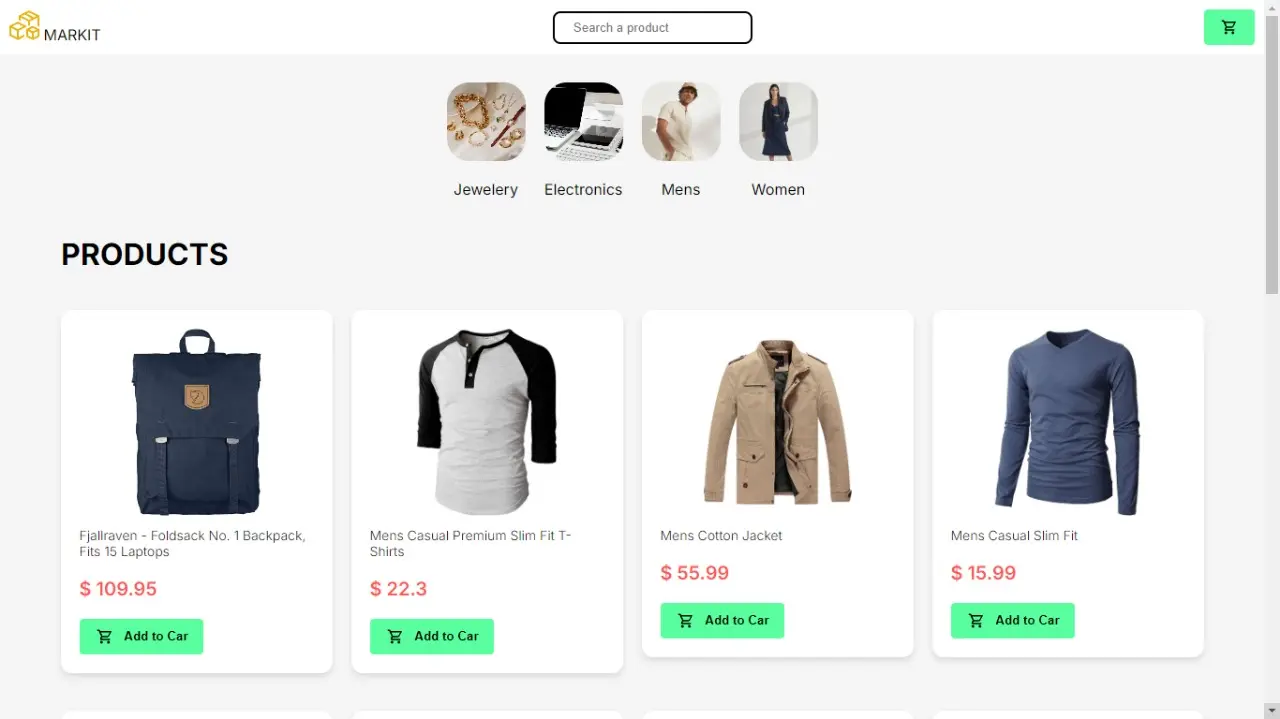 MARKIT
Search a product
Jewelery
Electronics
Mens
Women
PRODUCTS
Fjallraven - Foldsack No. 1 Backpack,
Fits 15 Laptops
$ 109.95
Add to Car
Mens Casual Premium Slim Fit T-
Shirts
$ 22.3
Add to Car
Mens Cotton Jacket
$ 55.99
Add to Car
Mens Casual Slim Fit
$ 15.99
Add to Car